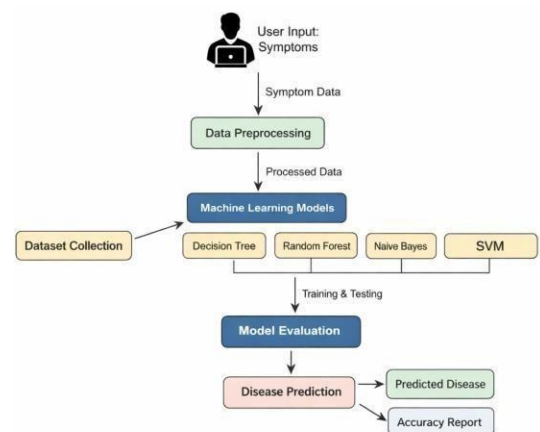 User Input:
Symptoms
Symptom Data
Data Preprocessing
Processed Data
Machine Learning Models
Dataset Collection
Decision Tree
Random Forest
Naive Bayes
SVM
Training & Testing
Model Evaluation
Disease Prediction
Predicted Disease
Accuracy Report